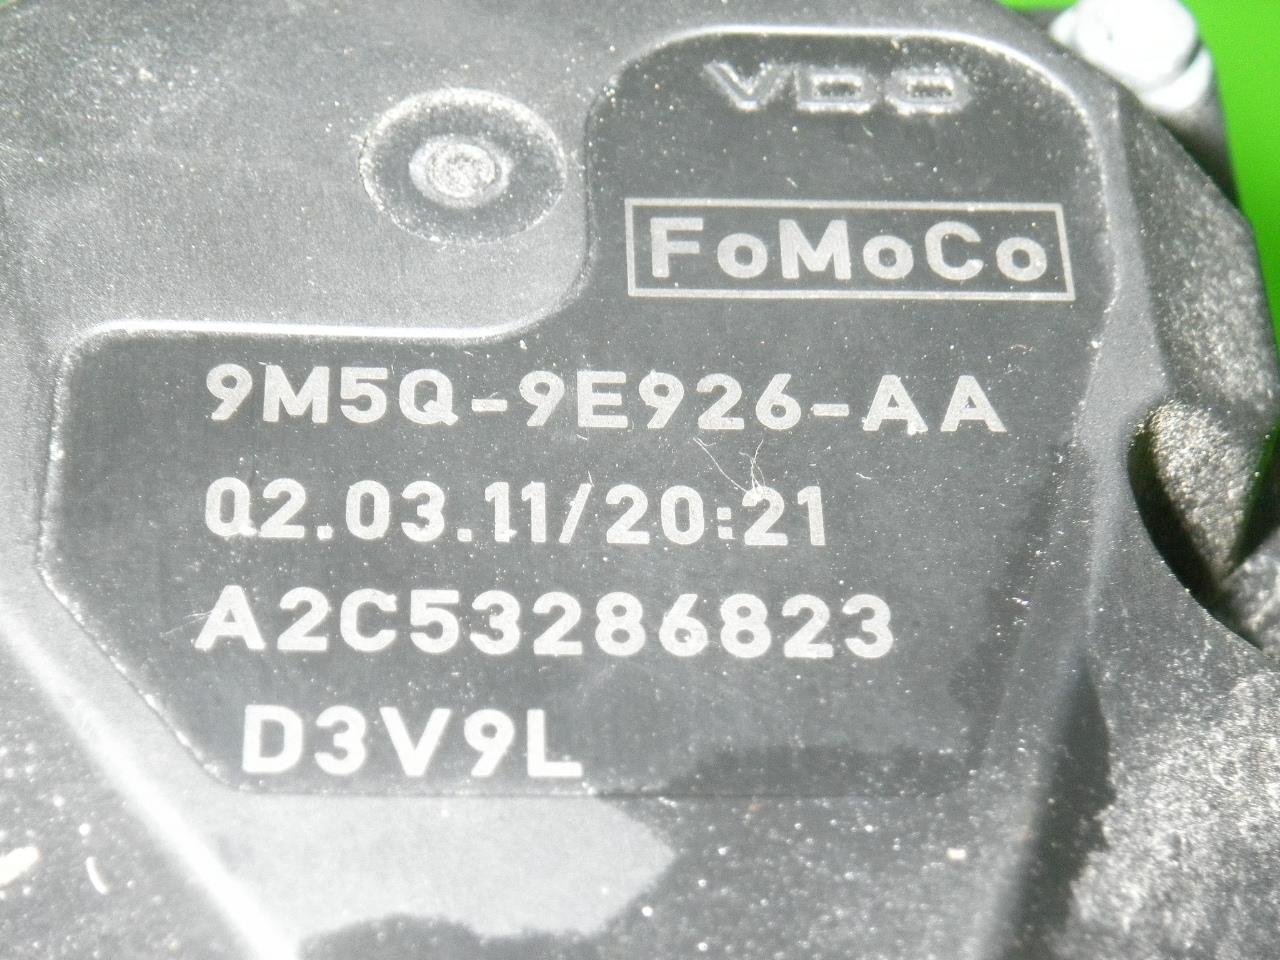 VDO
FoMoCo
9M5Q-9E926-AA
02.03.11/20:21
A2C53286823
D3V9L